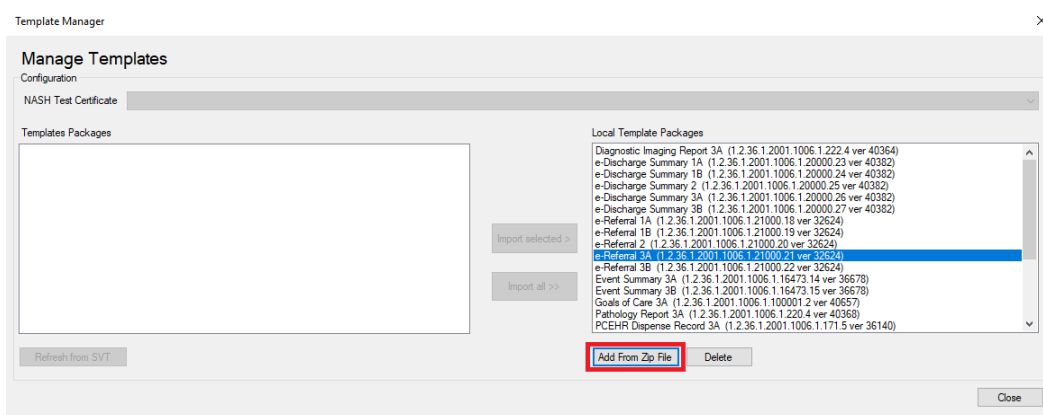 Template Manager
Manage Templates
Configuration
NASH Test Certificate
Templates Packages
Local Template Packages
Diagnostic Imaging Report 3A (1.2.36.1.2001.1006.1.222.4 ver 40364)
e-Discharge Summary 1A (1.2.36.1.2001.1006.1.20000.23 ver 40382)
e-Discharge Summary 1B (1.2.36.1.2001.1006.1.20000.24 ver 40382)
e-Discharge Summary 2 (1.2.36.1.2001.1006.1.20000.25 ver 40382)
e-Discharge Summary 3A (1.2.36.1.2001.1006.1.20000.26 ver 40382)
e-Discharge Summary 3B (1.2.36.1.2001.1006.1.20000.27 ver 40382)
e-Referral 1A (1.2.36.1.2001.1006.1.21000.18 ver 32624)
e-Referral 1B (1.2.36.1.2001.1006.1.21000.19 ver 32624)
e-Referral 2 (1.2.36.1.2001.1006.1.21000.20 ver 32624)
e-Referral 3A (1.2.36.1.2001.1006.1.21000.21 ver 32624)
e-Referral 3B (1.2.36.1.2001.1006.1.21000.22 ver 32624)
Event Summary 3A (1.2.36.1.2001.1006.1.16473.14 ver 36678)
Event Summary 3B (1.2.36.1.2001.1006.1.16473.15 ver 36678)
Goals of Care 3A (1.2.36.1.2001.1006.1.100001.2 ver 40657)
Pathology Report 3A (1.2.36.1.2001.1006.1.220.4 ver 40368)
PCEHR Dispense Record 3A (1.2.36.1.2001.1006.1.171.5 ver 36140)
Import selected >
Import all >>
Refresh from SVT
Add From Zip File
Delete
Close